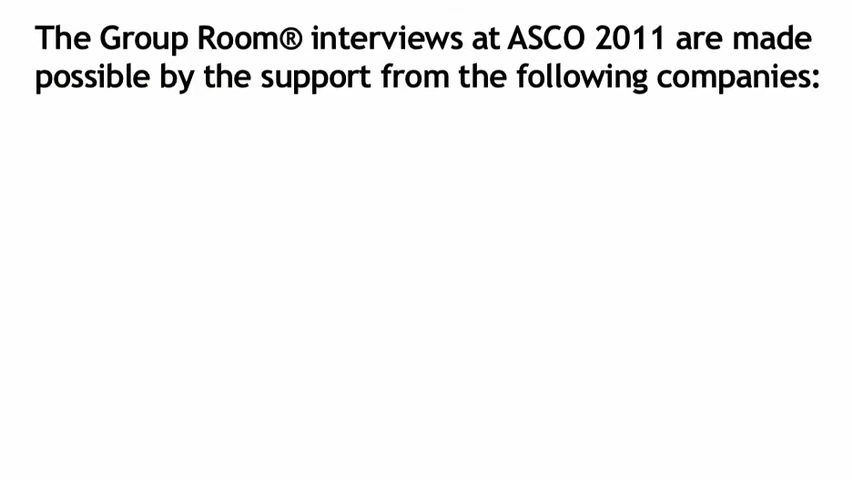 The Group Room® interviews at ASCO 2011 are made
possible by the support from the following companies: